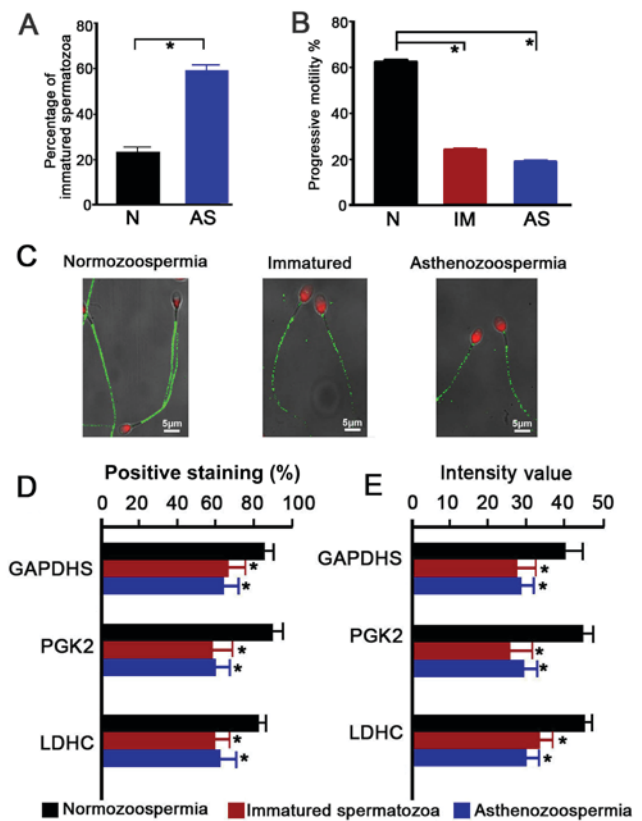 A
B
Percentage of
immatured spermatozoa
80
60
40
20
0
*
N AS
Progressive motility %
80
60
40
20
0
*
*
N IM AS
C
Normozoospermia Immatured Asthenozoospermia
5μm 5μm 5μm
D
Positive staining (%)
0 20 40 60 80 100
GAPDHS
*
*
PGK2
*
*
LDHC
*
*
E
Intensity value
0 10 20 30 40 50
GAPDHS
*
*
PGK2
*
*
LDHC
*
*
Normozoospermia Immatured spermatozoa Asthenozoospermia